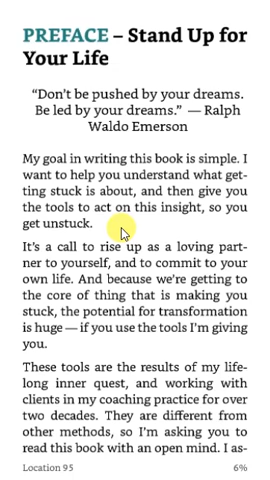 PREFACE – Stand Up for
Your Life
“Don’t be pushed by your dreams.
Be led by your dreams.” — Ralph
Waldo Emerson
My goal in writing this book is simple. I
want to help you understand what get-
ting stuck is about, and then give you
the tools to act on this insight, so you
get unstuck.
It’s a call to rise up as a loving part-
ner to yourself, and to commit to your
own life. And because we’re getting to
the core of thing that is making you
stuck, the potential for transformation
is huge — if you use the tools I’m giving
you.
These tools are the results of my life-
long inner quest, and working with
clients in my coaching practice for over
two decades. They are different from
other methods, so I’m asking you to
read this book with an open mind. I as-
Location 95 6%